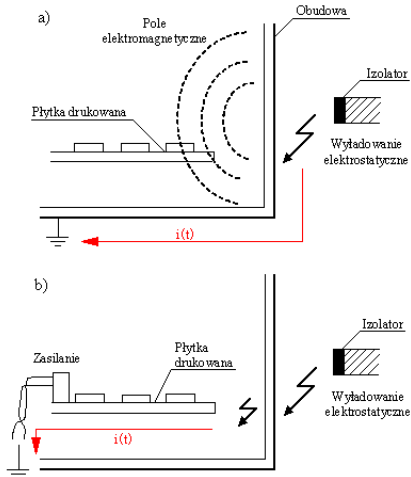 a)
Obudowa
Pole
elektromagnetyczne
Izolator
Płytka drukowana
Wyładowanie
elektrostatyczne
i(t)
b)
Izolator
Zasilanie
Płytka
drukowana
Wyładowanie
elektrostatyczne
i(t)